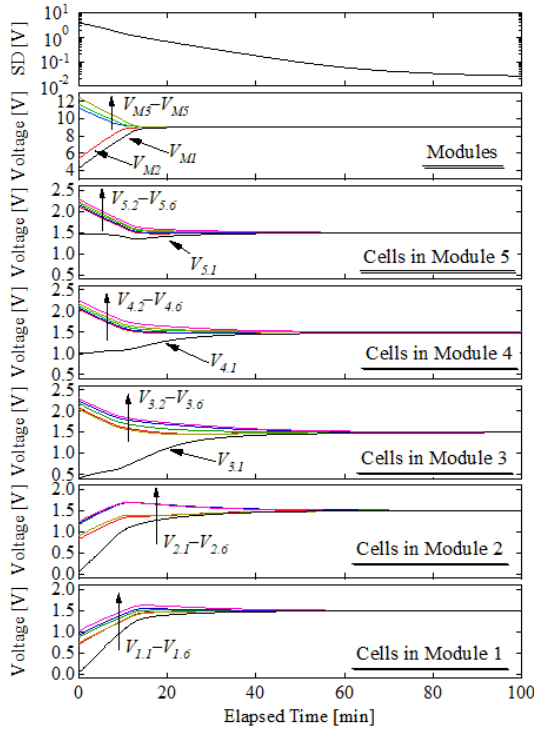 SD [V]
10¹
10⁰
10⁻¹
10⁻²
Voltage [V]
12
10
8
6
4
V_M3–V_M5
V_M1
V_M2
Modules
Voltage [V]
2.5
2.0
1.5
1.0
0.5
V_5.2–V_5.6
V_5.1
Cells in Module 5
Voltage [V]
2.5
2.0
1.5
1.0
0.5
V_4.2–V_4.6
V_4.1
Cells in Module 4
Voltage [V]
2.5
2.0
1.5
1.0
0.5
V_3.2–V_3.6
V_3.1
Cells in Module 3
Voltage [V]
2.0
1.5
1.0
0.5
0.0
V_2.1–V_2.6
Cells in Module 2
Voltage [V]
2.0
1.5
1.0
0.5
0.0
V_1.1–V_1.6
Cells in Module 1
0 20 40 60 80 100
Elapsed Time [min]